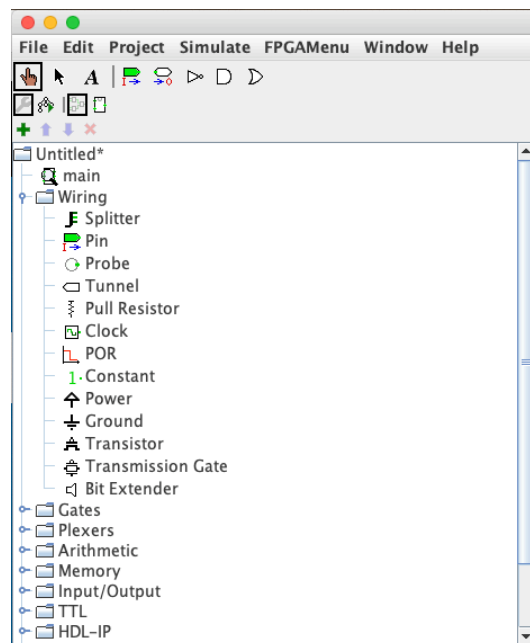 File Edit Project Simulate FPGAMenu Window Help
A
Untitled*
main
Wiring
Splitter
Pin
Probe
Tunnel
Pull Resistor
Clock
POR
1 Constant
Power
Ground
Transistor
Transmission Gate
Bit Extender
Gates
Plexers
Arithmetic
Memory
Input/Output
TTL
HDL-IP